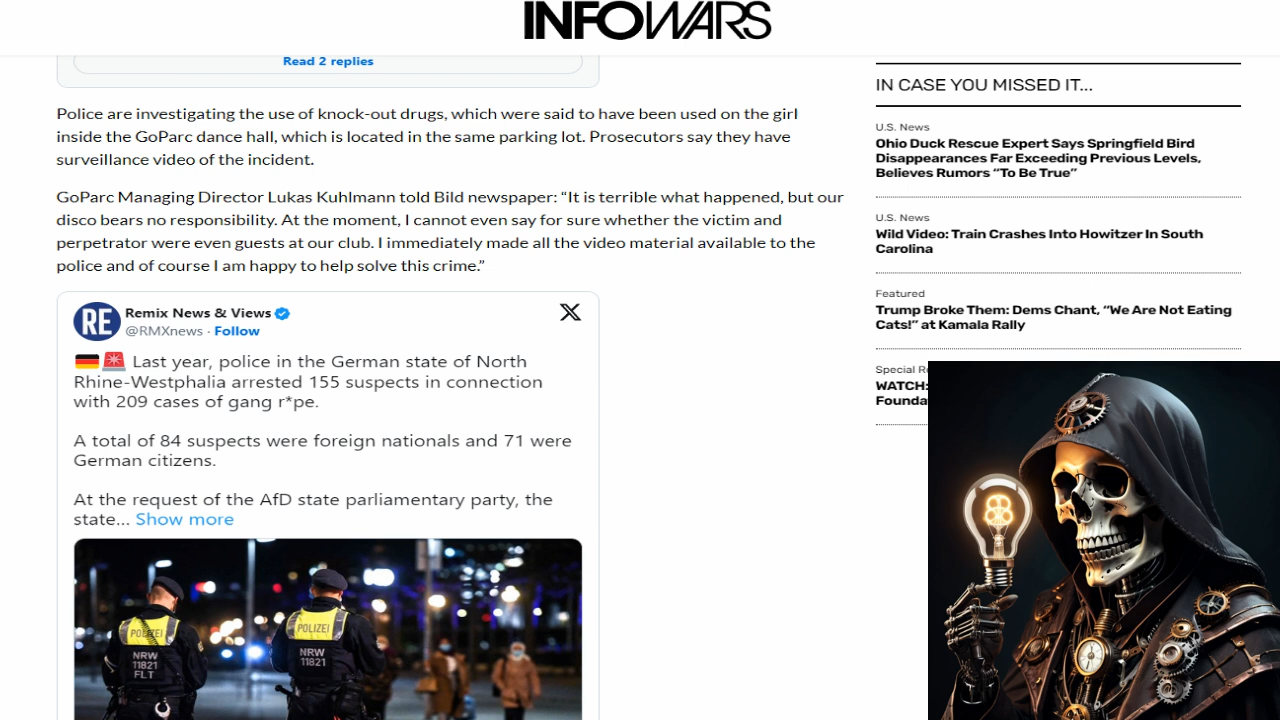 INFOWARS
Read 2 replies
Police are investigating the use of knock-out drugs, which were said to have been used on the girl
inside the GoParc dance hall, which is located in the same parking lot. Prosecutors say they have
surveillance video of the incident.
GoParc Managing Director Lukas Kuhlmann told Bild newspaper: “It is terrible what happened, but our
disco bears no responsibility. At the moment, I cannot even say for sure whether the victim and
perpetrator were even guests at our club. I immediately made all the video material available to the
police and of course I am happy to help solve this crime.”
RE
Remix News & Views
X
@RMXnews · Follow
Last year, police in the German state of North
Rhine-Westphalia arrested 155 suspects in connection
with 209 cases of gang r*pe.
A total of 84 suspects were foreign nationals and 71 were
German citizens.
At the request of the AfD state parliamentary party, the
state... Show more
POLIZEI
NRW
11821
FLT
POLIZEI
NRW
11821
IN CASE YOU MISSED IT...
U.S. News
Ohio Duck Rescue Expert Says Springfield Bird
Disappearances Far Exceeding Previous Levels,
Believes Rumors “To Be True”
U.S. News
Wild Video: Train Crashes Into Howitzer In South
Carolina
Featured
Trump Broke Them: Dems Chant, “We Are Not Eating
Cats!” at Kamala Rally
Special
WATCH: